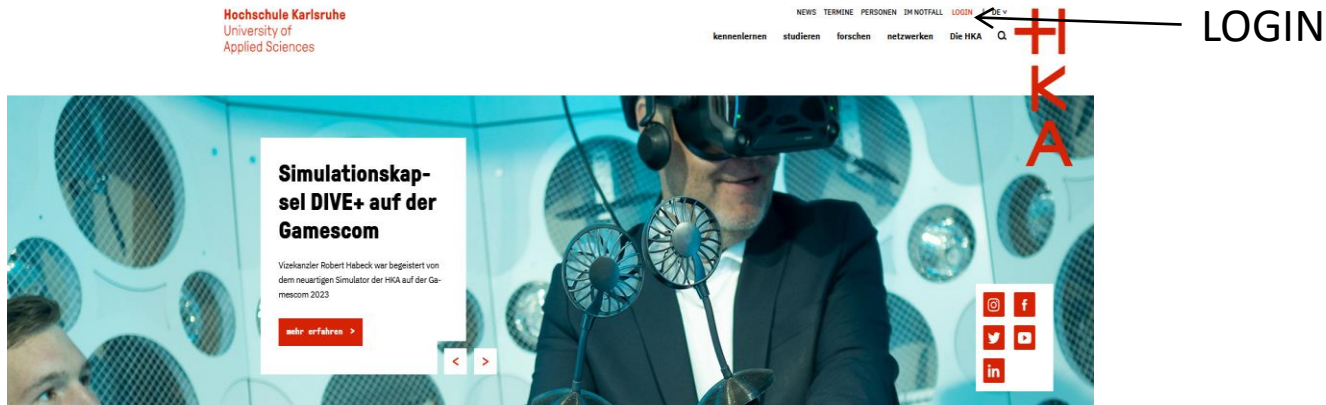 Hochschule Karlsruhe
University of
Applied Sciences
NEWS TERMINE PERSONEN IM NOTFALL LOGIN DE
kennenlernen studieren forschen netzwerken Die HKA
LOGIN
H
K
A
Simulationskap-
sel DIVE+ auf der
Gamescom
Vizekanzler Robert Habeck war begeistert von
dem neuartigen Simulator der HKA auf der Ga-
mescom 2023
mehr erfahren >
< >
f
in